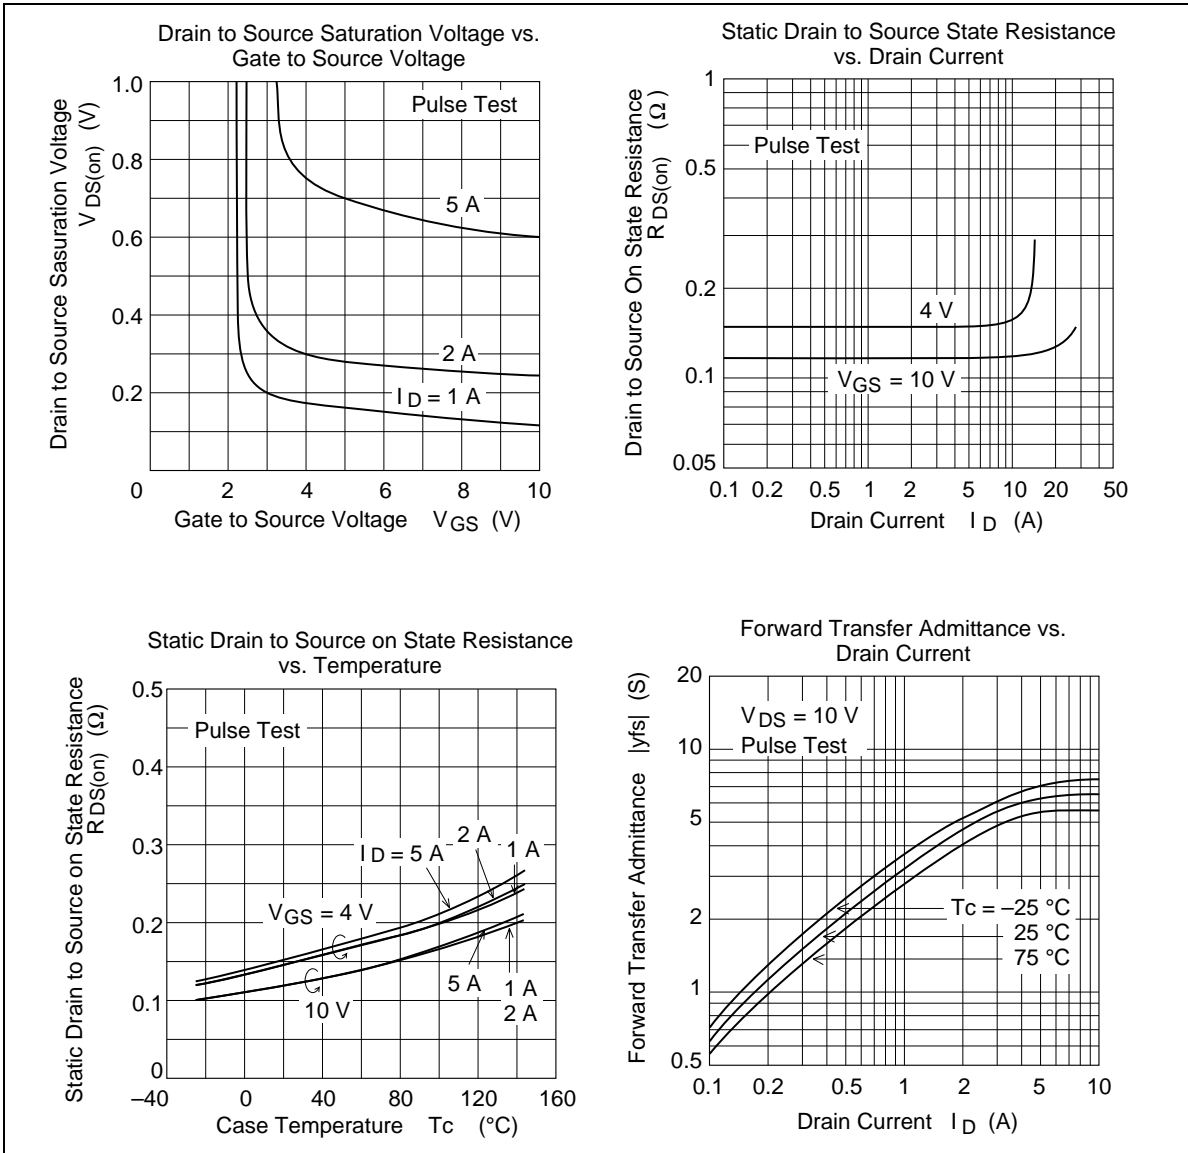 Drain to Source Saturation Voltage vs.
Gate to Source Voltage
Drain to Source Sasuration Voltage
V DS(on) (V)
1.0
0.8
0.6
0.4
0.2
0
2
4
6
8
10
Pulse Test
5 A
2 A
I D = 1 A
Gate to Source Voltage V GS (V)
Static Drain to Source State Resistance
vs. Drain Current
Drain to Source On State Resistance
R DS(on) (Ω)
1
0.5
0.2
0.1
0.05
Pulse Test
4 V
V GS = 10 V
0.1 0.2 0.5 1 2 5 10 20 50
Drain Current I D (A)
Static Drain to Source on State Resistance
vs. Temperature
Static Drain to Source on State Resistance
R DS(on) (Ω)
0.5
0.4
0.3
0.2
0.1
0
Pulse Test
I D = 5 A
2 A
1 A
V GS = 4 V
10 V
5 A
1 A
2 A
–40 0 40 80 120 160
Case Temperature Tc (°C)
Forward Transfer Admittance vs.
Drain Current
Forward Transfer Admittance |yfs| (S)
20
10
5
2
1
0.5
V DS = 10 V
Pulse Test
Tc = –25 °C
25 °C
75 °C
0.1 0.2 0.5 1 2 5 10
Drain Current I D (A)